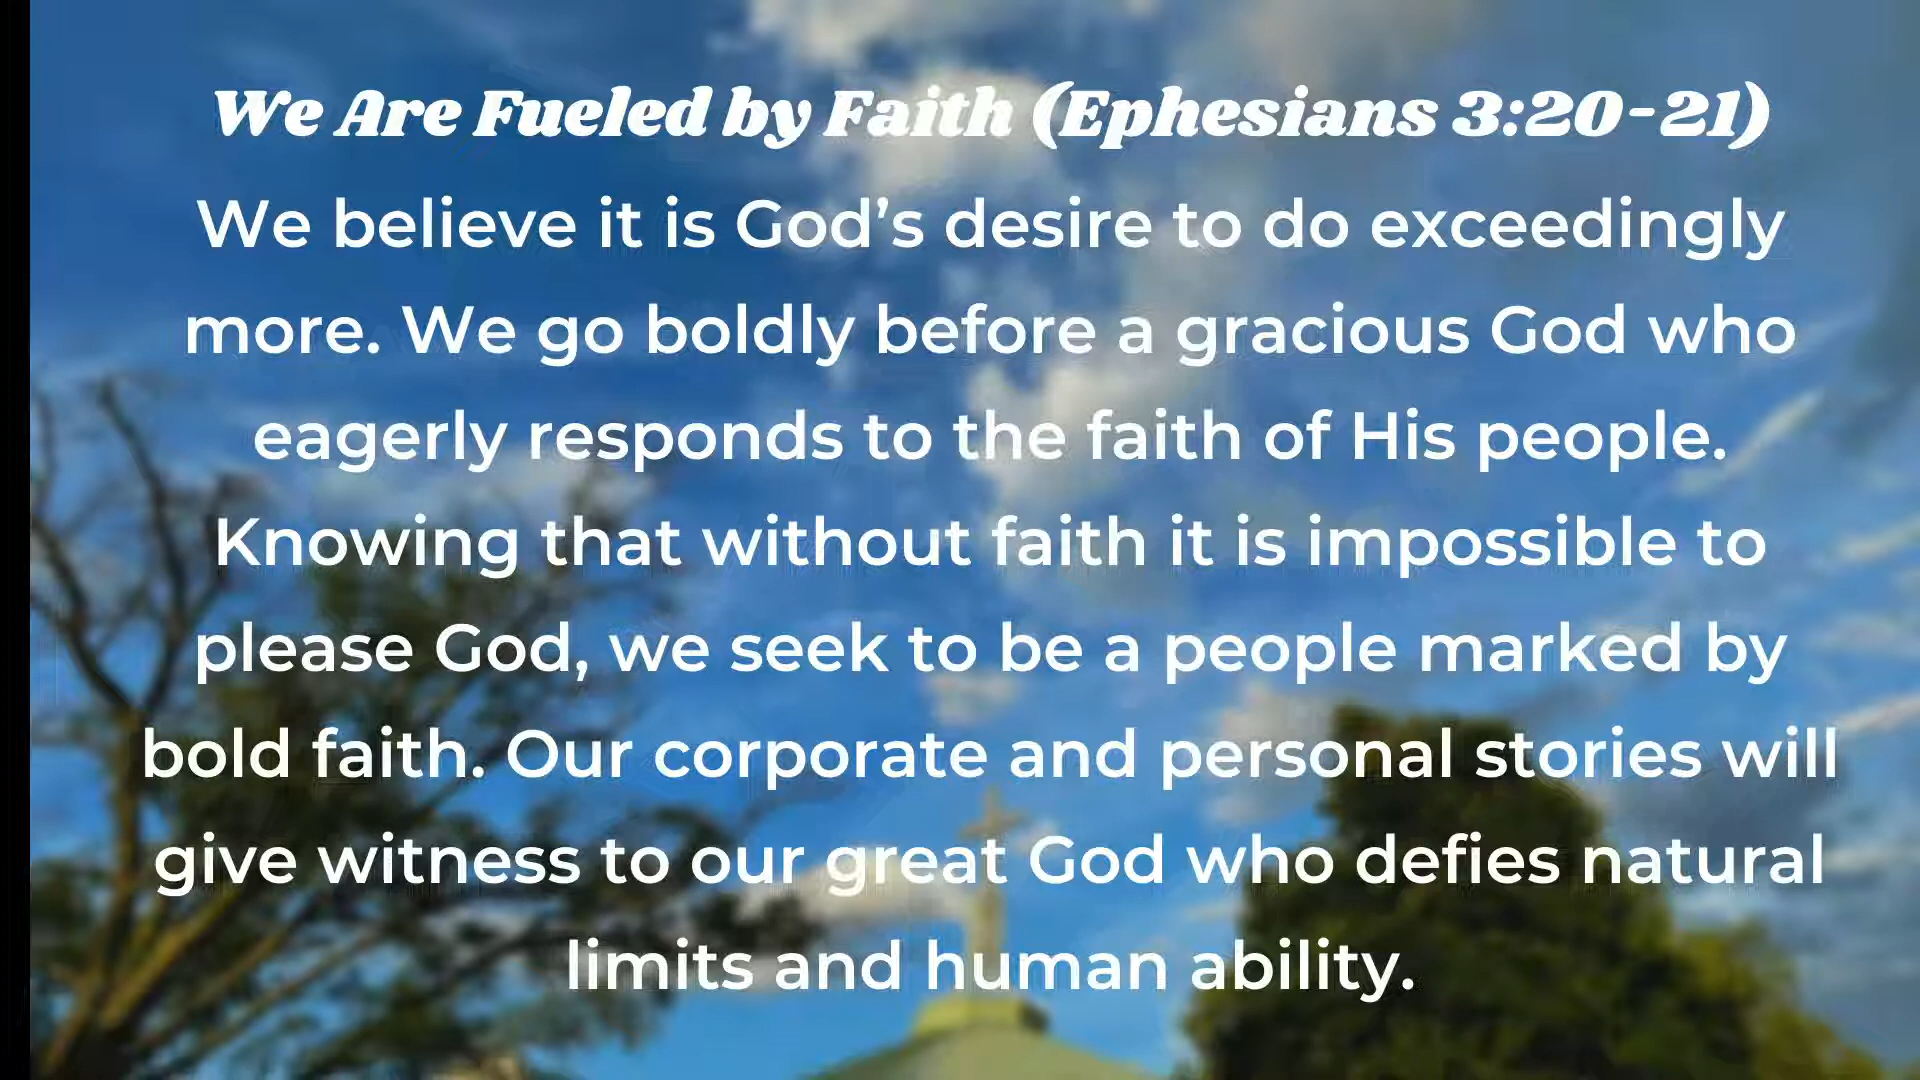 We Are Fueled by Faith (Ephesians 3:20-21)
We believe it is God’s desire to do exceedingly
more. We go boldly before a gracious God who
eagerly responds to the faith of His people.
Knowing that without faith it is impossible to
please God, we seek to be a people marked by
bold faith. Our corporate and personal stories will
give witness to our great God who defies natural
limits and human ability.